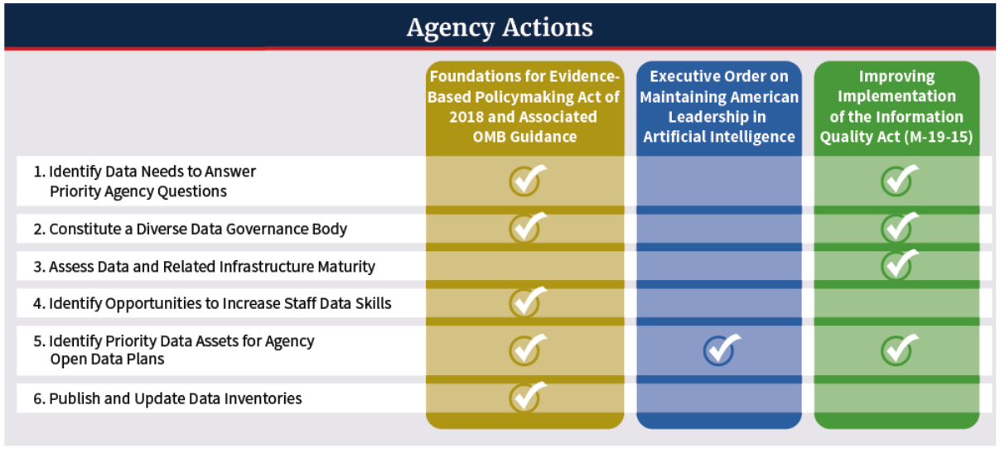 Agency Actions
Foundations for Evidence-
Based Policymaking Act of
2018 and Associated
OMB Guidance
Executive Order on
Maintaining American
Leadership in
Artificial Intelligence
Improving
Implementation
of the Information
Quality Act (M-19-15)
1. Identify Data Needs to Answer
Priority Agency Questions
2. Constitute a Diverse Data Governance Body
3. Assess Data and Related Infrastructure Maturity
4. Identify Opportunities to Increase Staff Data Skills
5. Identify Priority Data Assets for Agency
Open Data Plans
6. Publish and Update Data Inventories